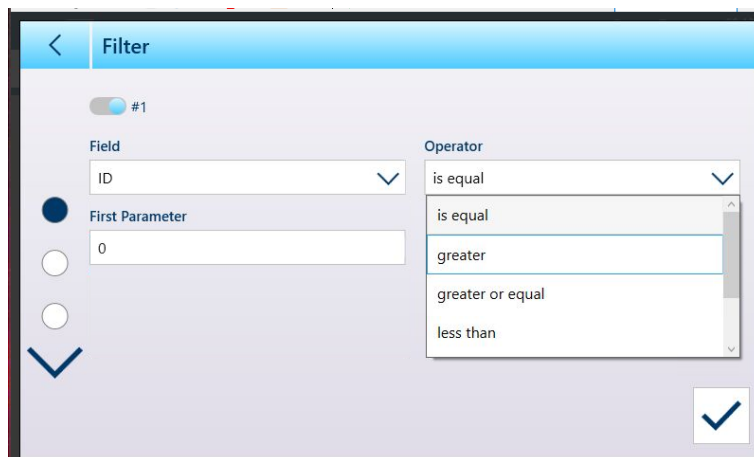 Filter
#1
Field
Operator
ID
is equal
First Parameter
0
is equal
greater
greater or equal
less than